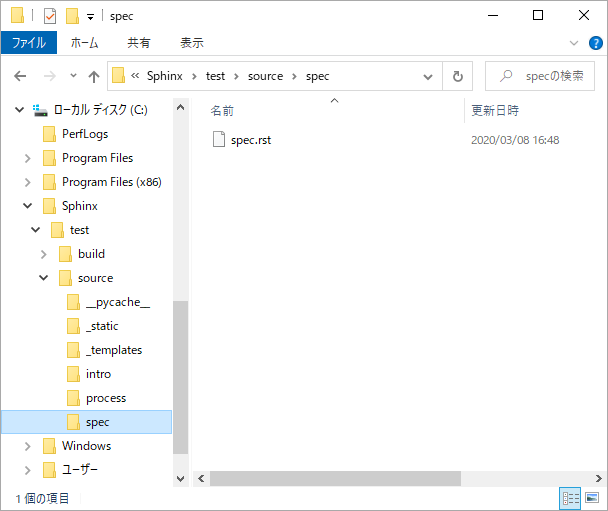 spec
ファイル ホーム 共有 表示
« Sphinx test source spec specの検索
ローカル ディスク (C:)
PerfLogs
Program Files
Program Files (x86)
Sphinx
test
build
source
__pycache__
_static
_templates
intro
process
spec
Windows
ユーザー
名前 更新日時
spec.rst 2020/03/08 16:48
1 個の項目